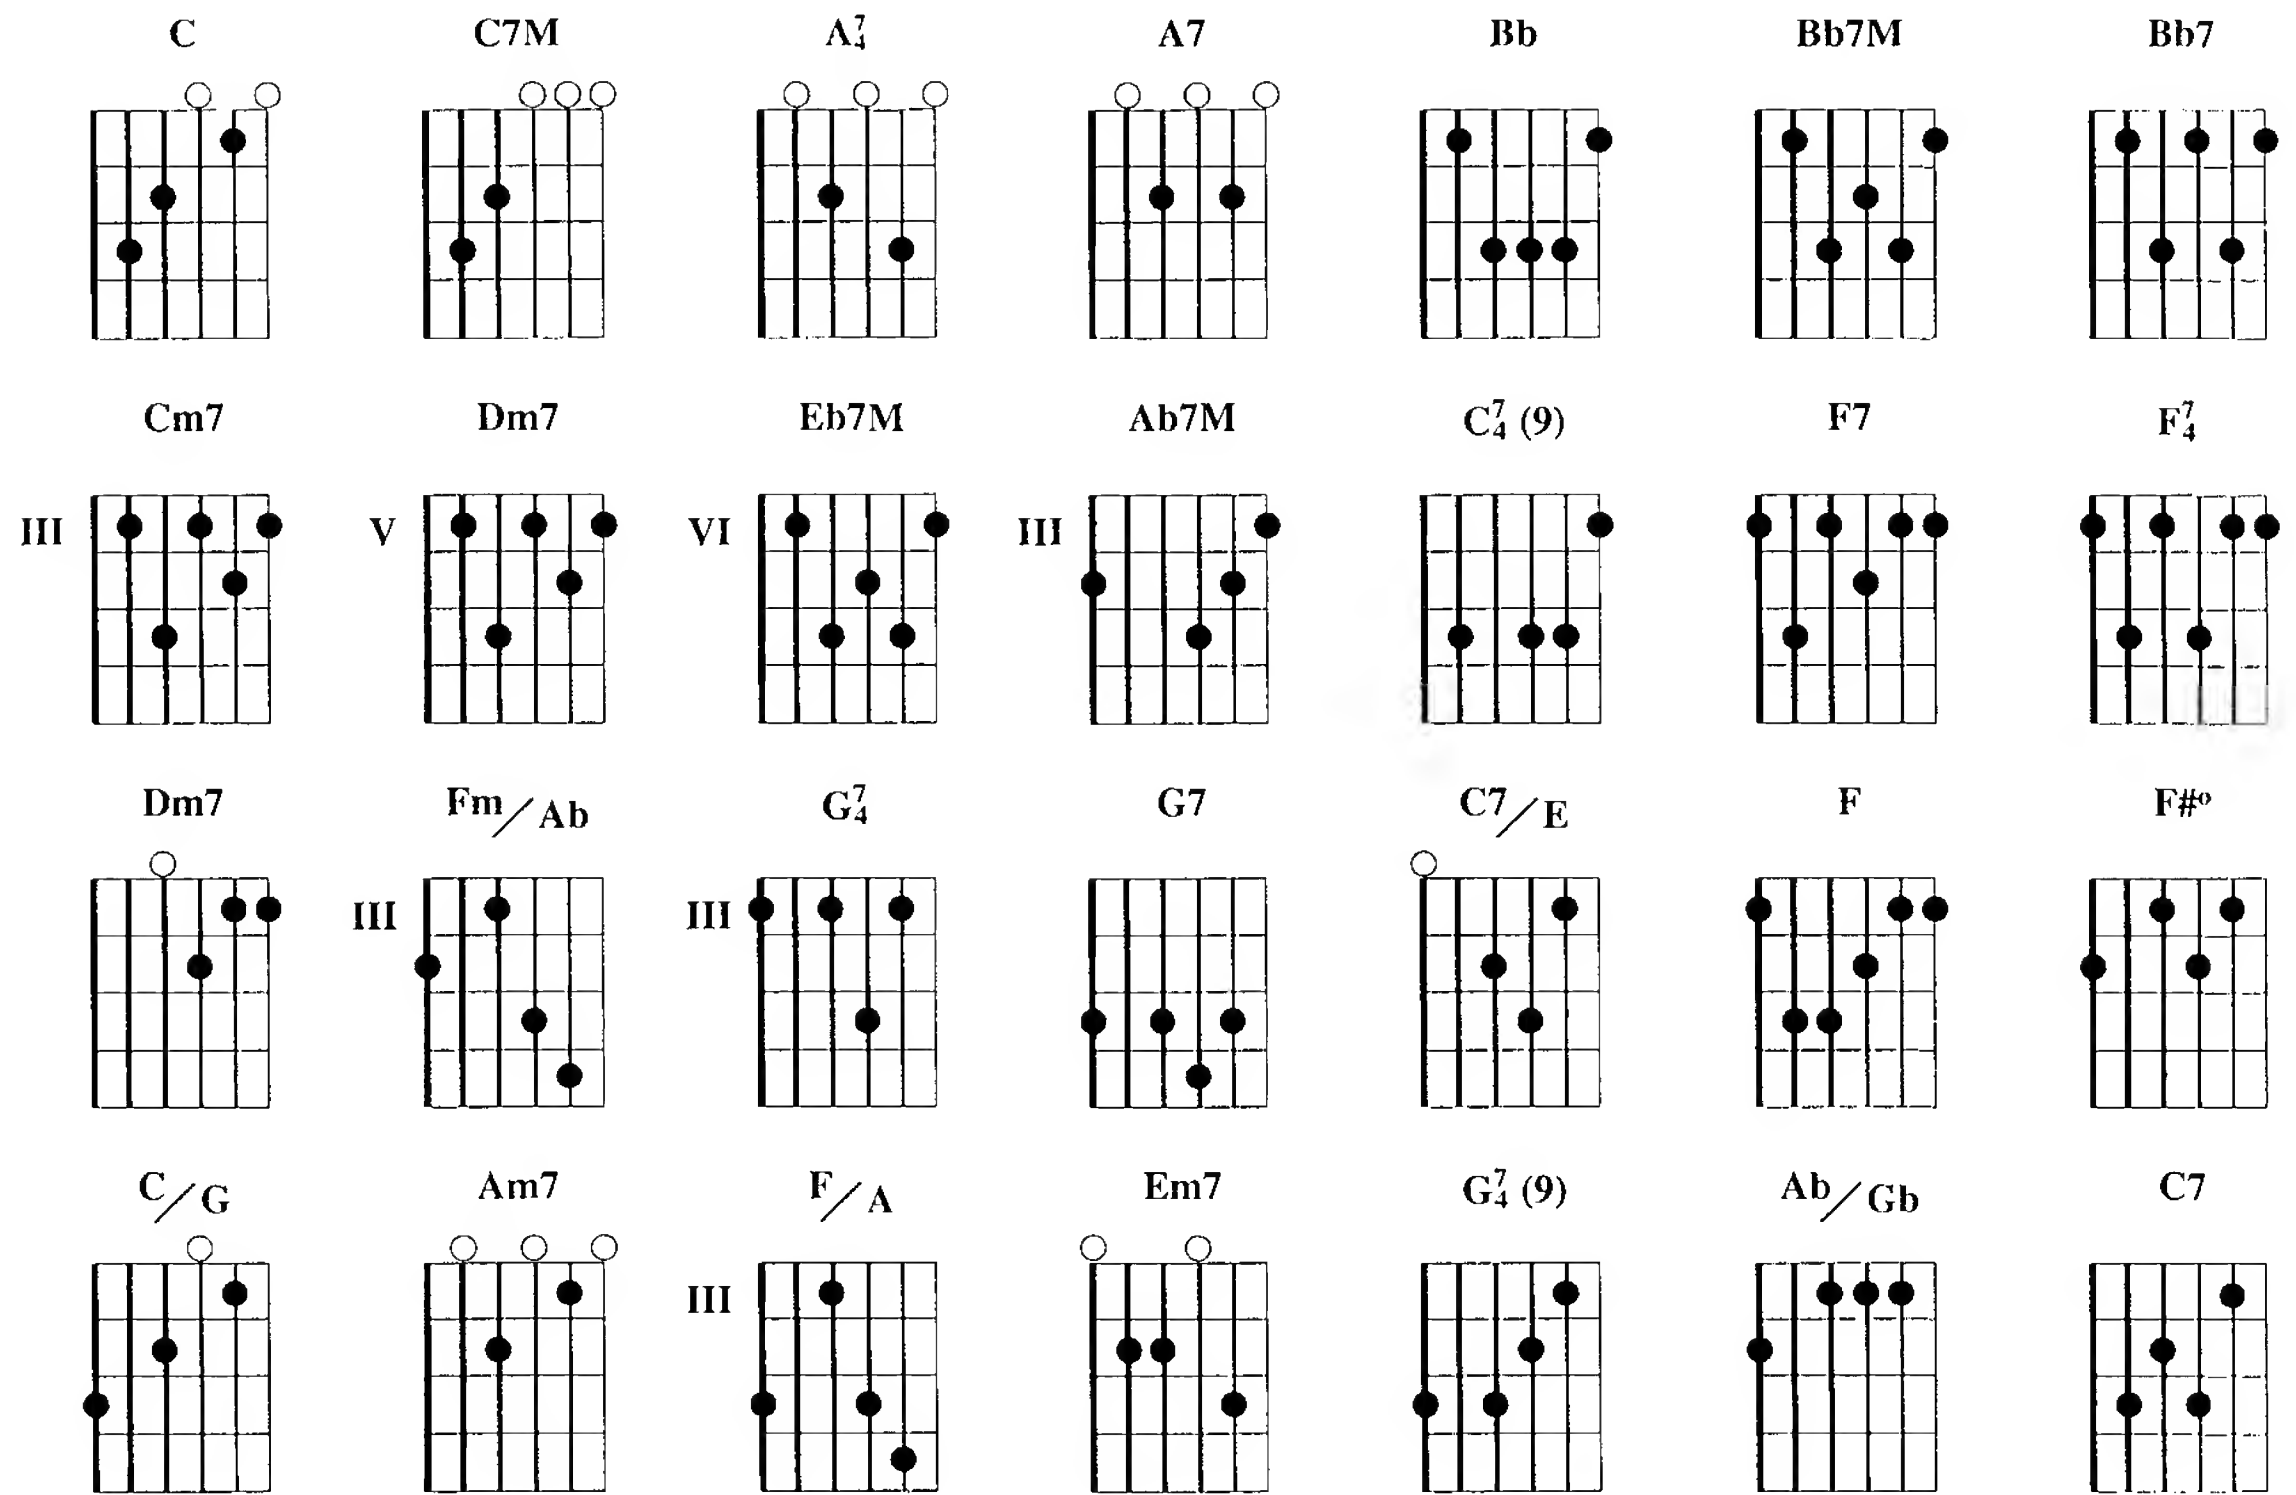 C C7M A7/4 A7 Bb Bb7M Bb7
Cm7 Dm7 Eb7M Ab7M C7/4 (9) F7 F7/4
III V VI III
Dm7 Fm/Ab G7/4 G7 C7/E F F#º
III III
C/G Am7 F/A Em7 G7/4 (9) Ab/Gb C7
III